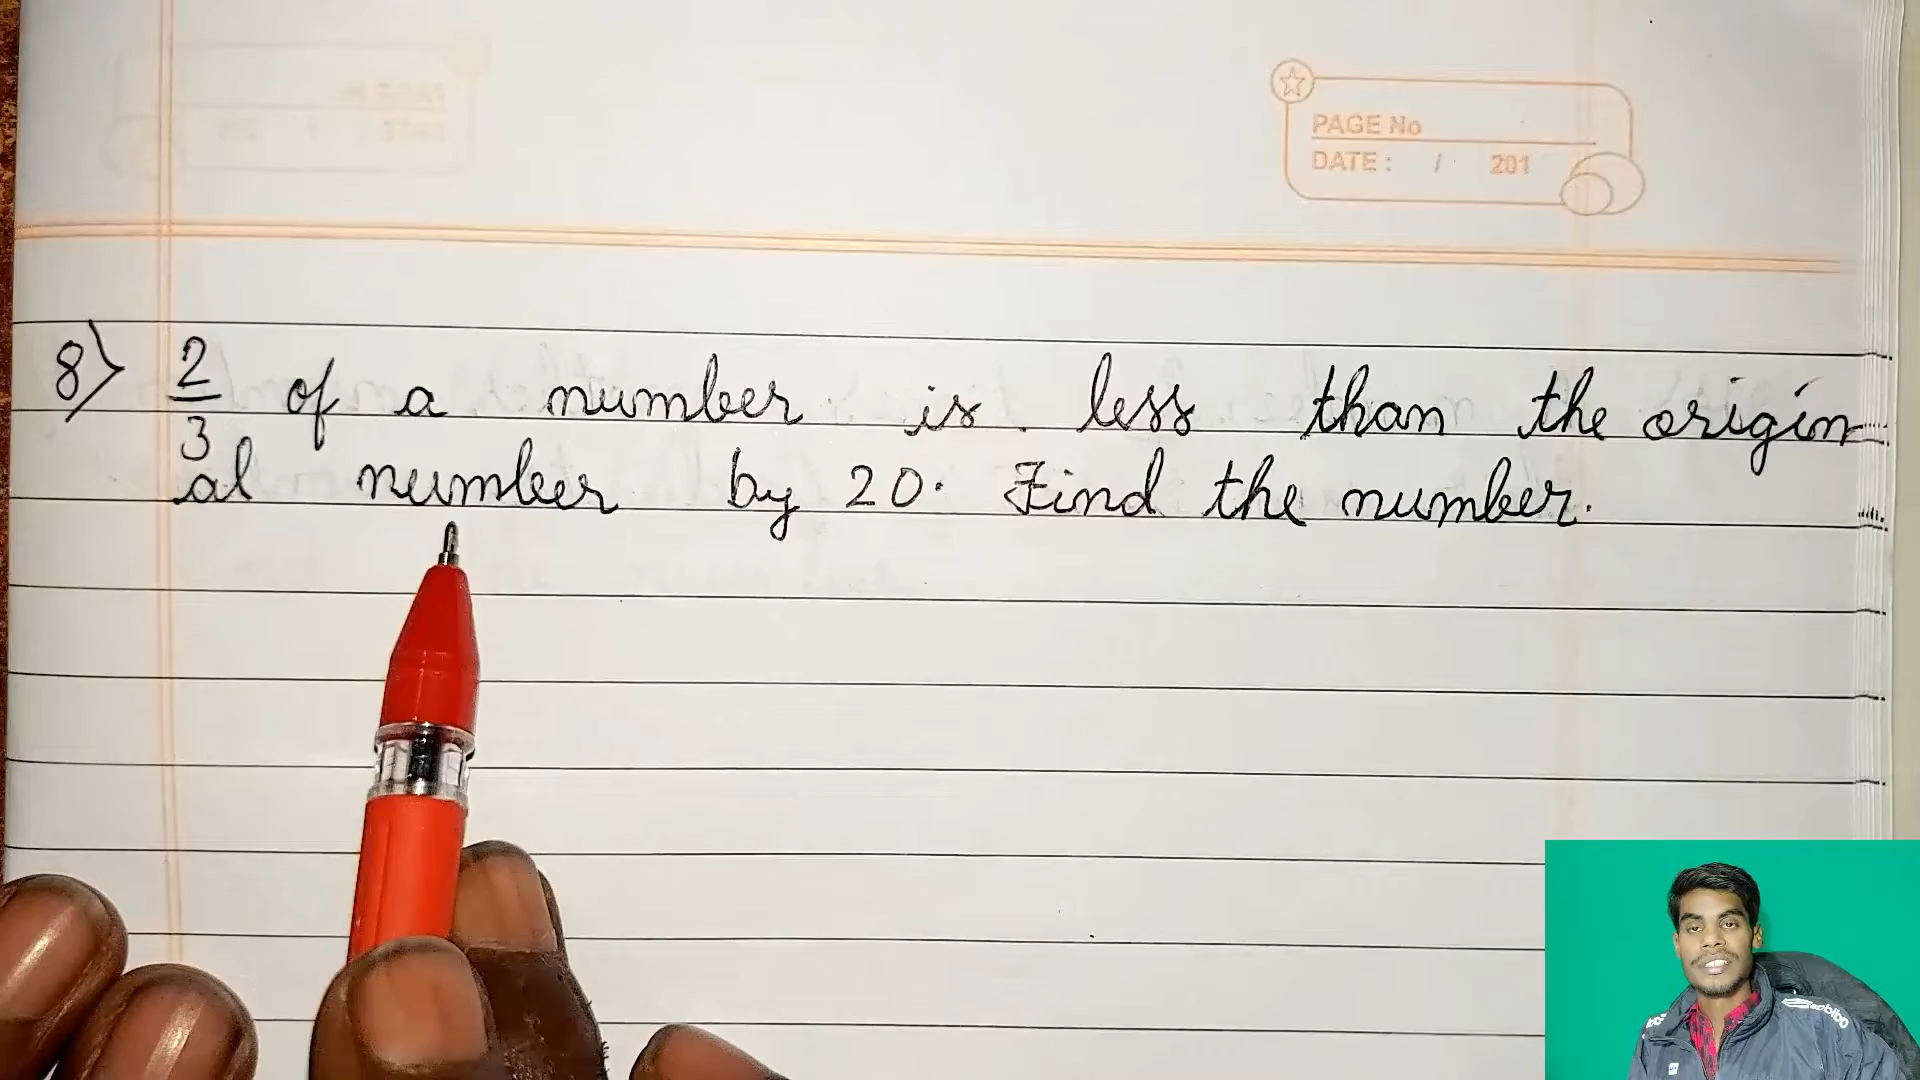 PAGE No
DATE : / 201
8) 2/3 of a number is less than the origin
al number by 20. Find the number.